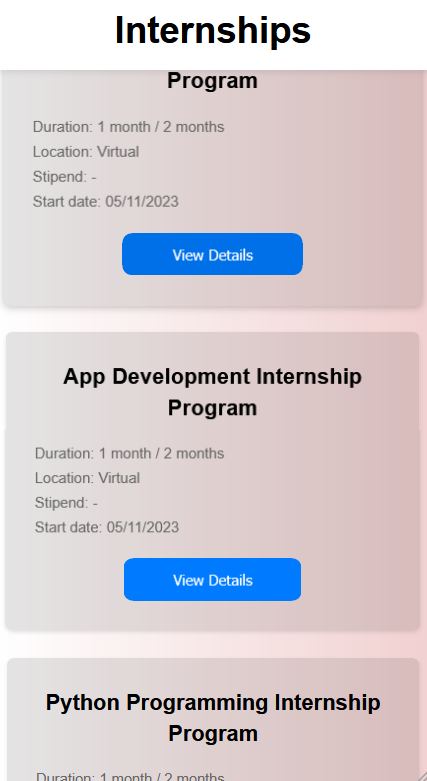 Internships
Program
Duration: 1 month / 2 months
Location: Virtual
Stipend: -
Start date: 05/11/2023
View Details
App Development Internship
Program
Duration: 1 month / 2 months
Location: Virtual
Stipend: -
Start date: 05/11/2023
View Details
Python Programming Internship
Program
Duration: 1 month / 2 months